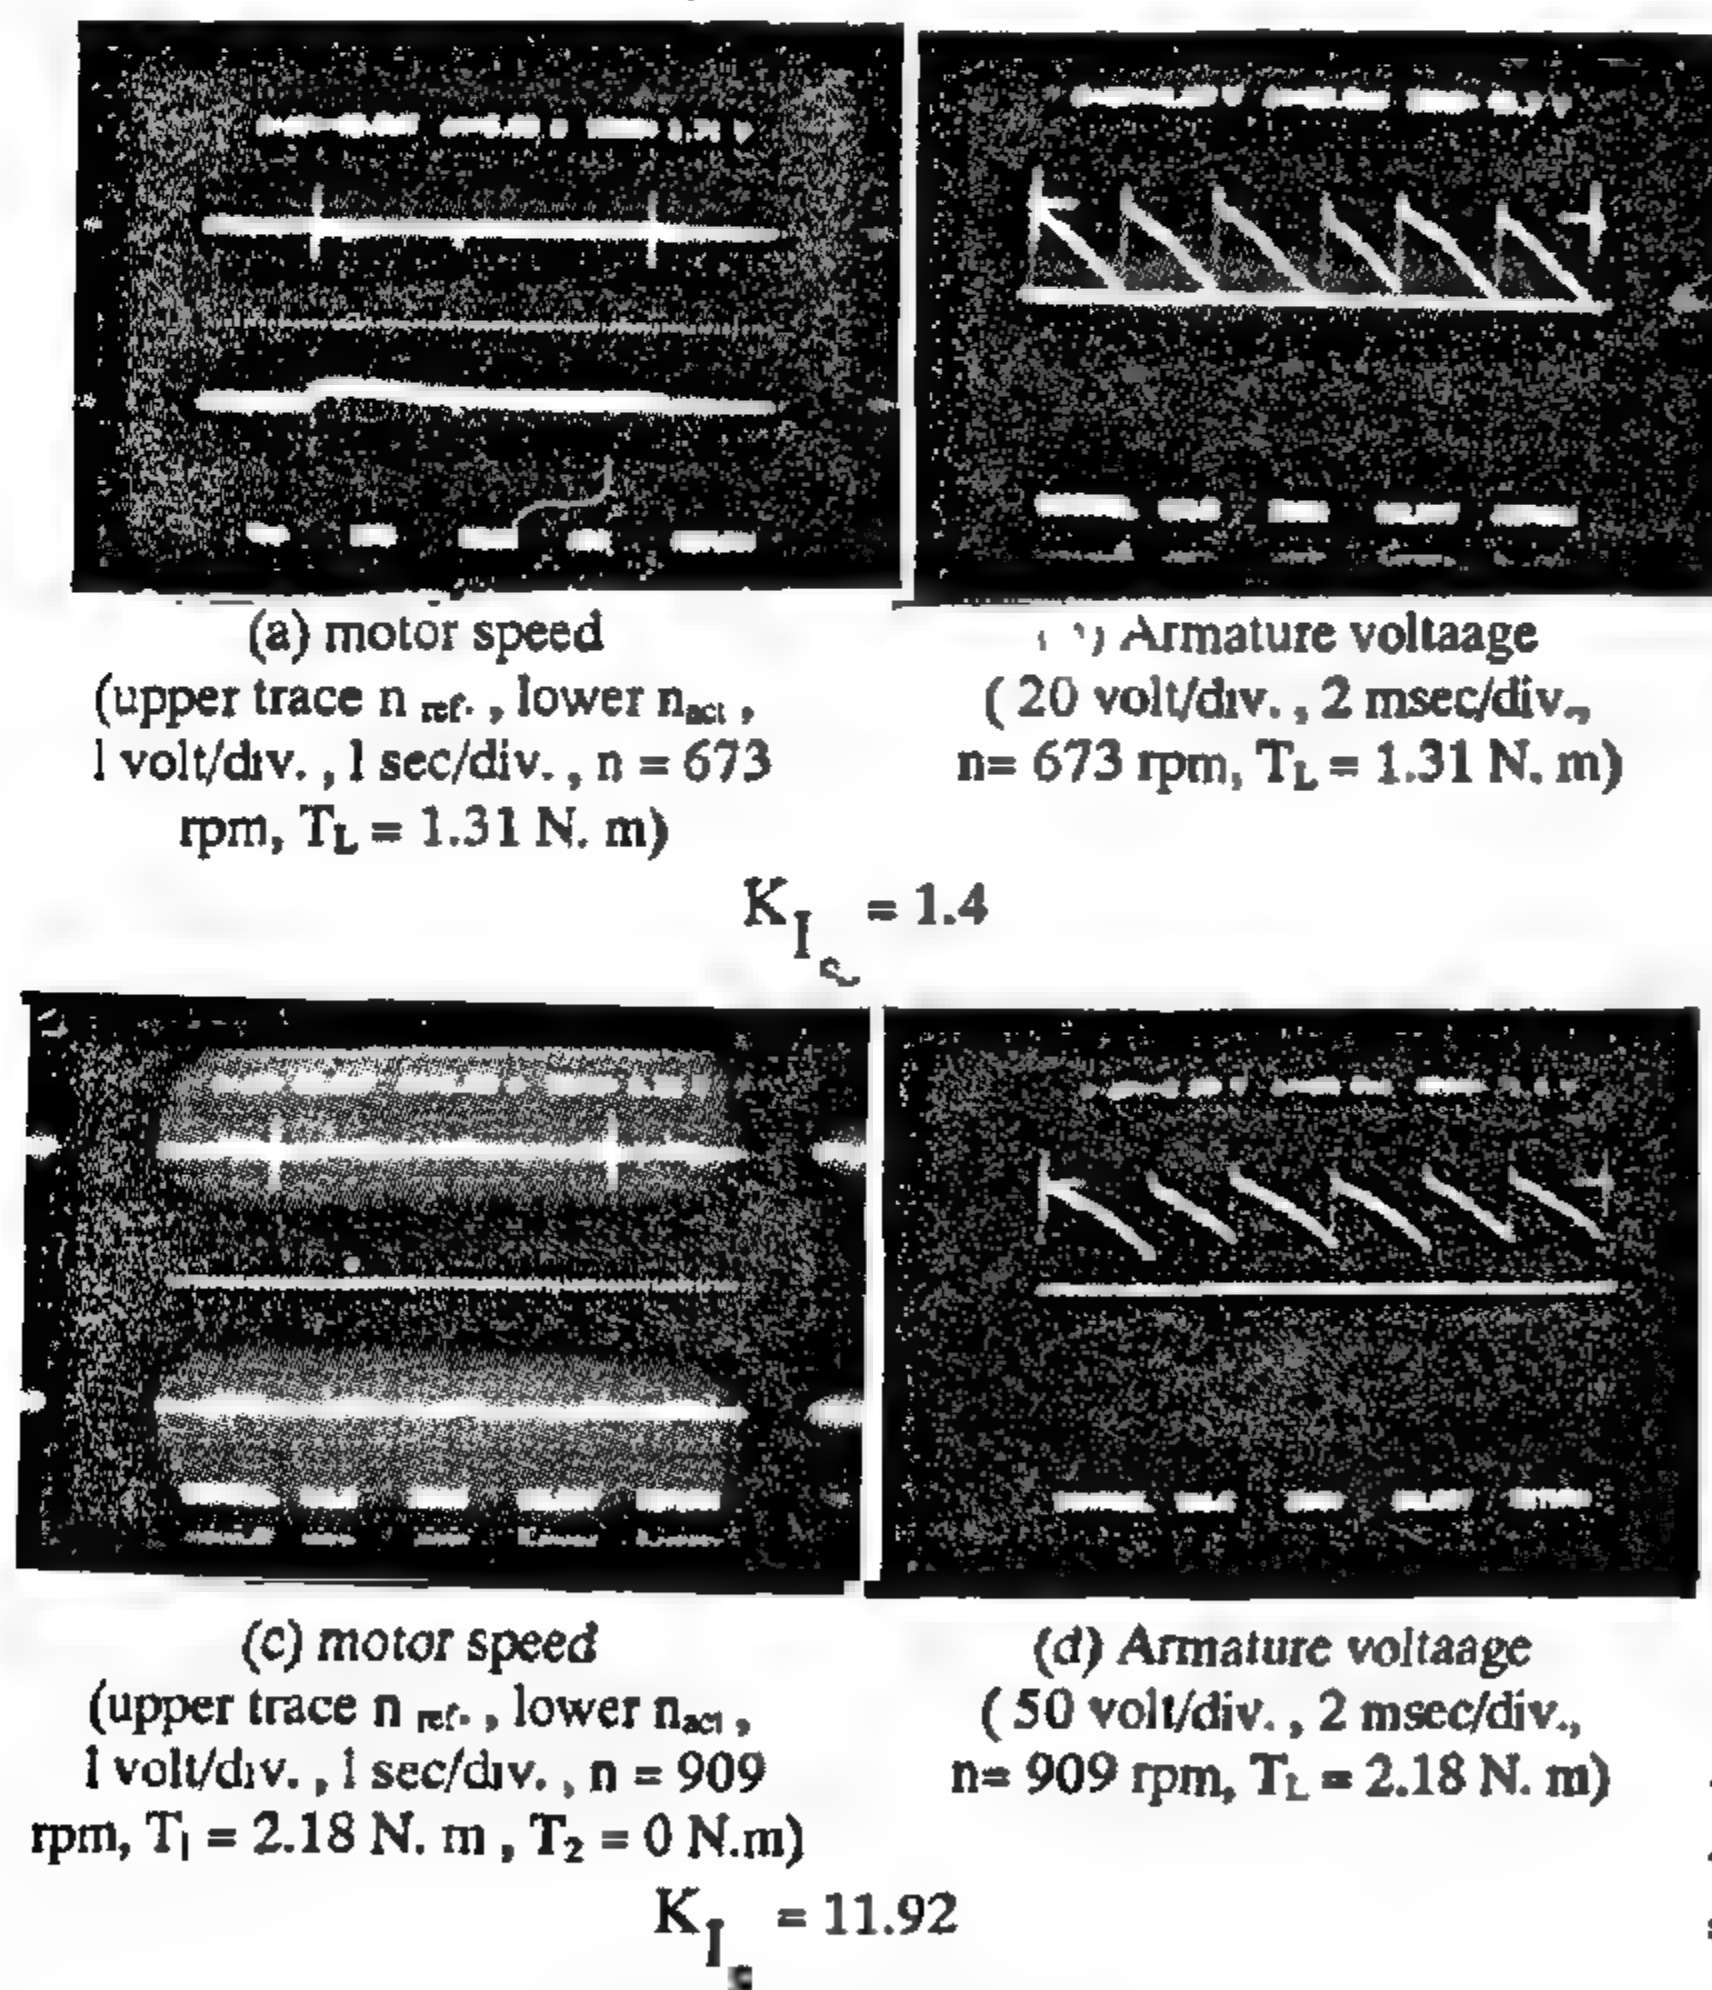 (a) motor speed
(upper trace n ref. , lower nact ,
1 volt/div. , 1 sec/div. , n = 673
rpm, TL = 1.31 N. m)
) Armature voltaage
( 20 volt/div. , 2 msec/div.,
n= 673 rpm, TL = 1.31 N. m)
KI = 1.4
(c) motor speed
(upper trace n ref. , lower nact ,
1 volt/div. , 1 sec/div. , n = 909
rpm, T1 = 2.18 N. m , T2 = 0 N.m)
(d) Armature voltaage
( 50 volt/div. , 2 msec/div.,
n= 909 rpm, TL = 2.18 N. m)
KI = 11.92